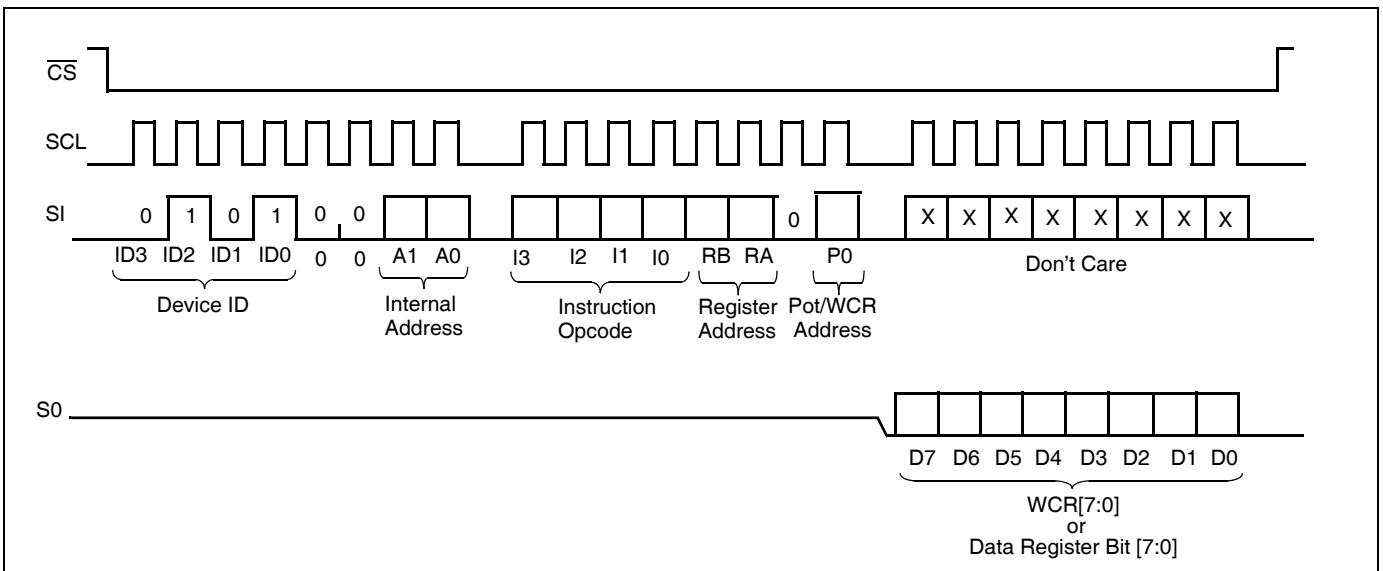 CS
SCL
SI
0 1 0 1 0 0
X X X X X X X X
0
ID3 ID2 ID1 ID0 0 0 A1 A0 I3 I2 I1 I0 RB RA P0
Don't Care
Device ID
Internal
Address
Instruction
Opcode
Register
Address
Pot/WCR
Address
S0
D7 D6 D5 D4 D3 D2 D1 D0
WCR[7:0]
or
Data Register Bit [7:0]